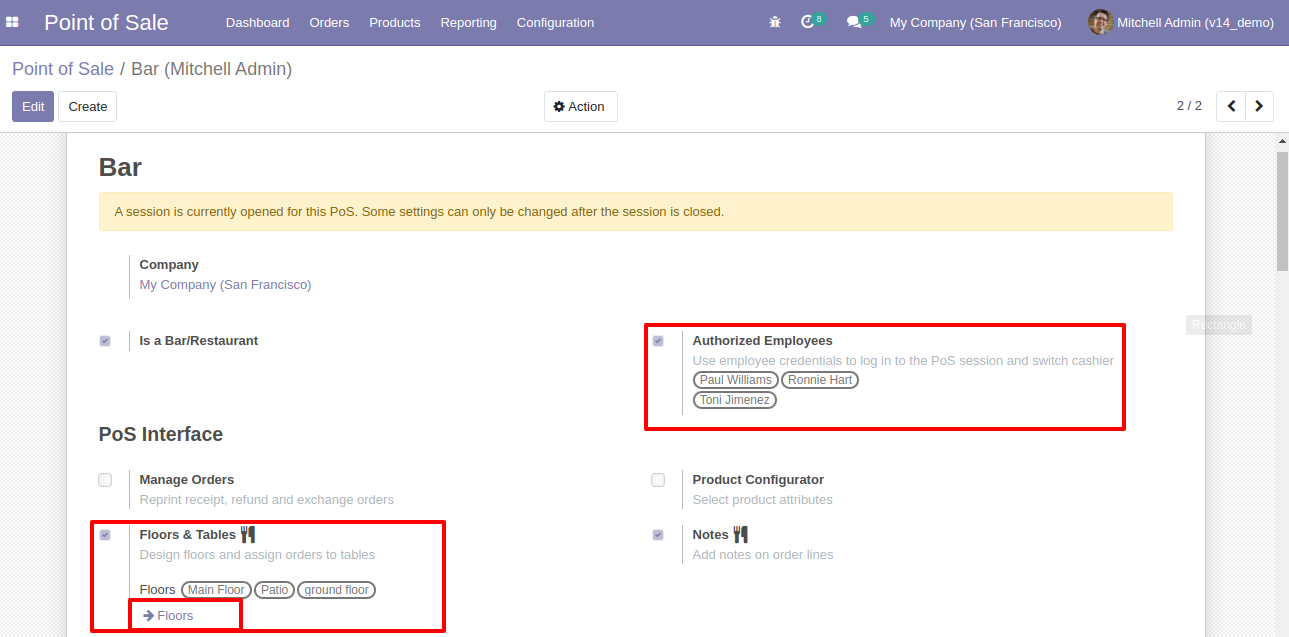 Point of Sale Dashboard Orders Products Reporting Configuration 8 5 My Company (San Francisco) Mitchell Admin (v14_demo)
Point of Sale / Bar (Mitchell Admin)
Edit Create Action 2 / 2
Bar
A session is currently opened for this PoS. Some settings can only be changed after the session is closed.
Company
My Company (San Francisco)
Rectangle
Is a Bar/Restaurant
Authorized Employees
Use employee credentials to log in to the PoS session and switch cashier
Paul Williams Ronnie Hart
Toni Jimenez
PoS Interface
Manage Orders
Reprint receipt, refund and exchange orders
Product Configurator
Select product attributes
Floors & Tables
Design floors and assign orders to tables
Floors Main Floor Patio ground floor
Floors
Notes
Add notes on order lines